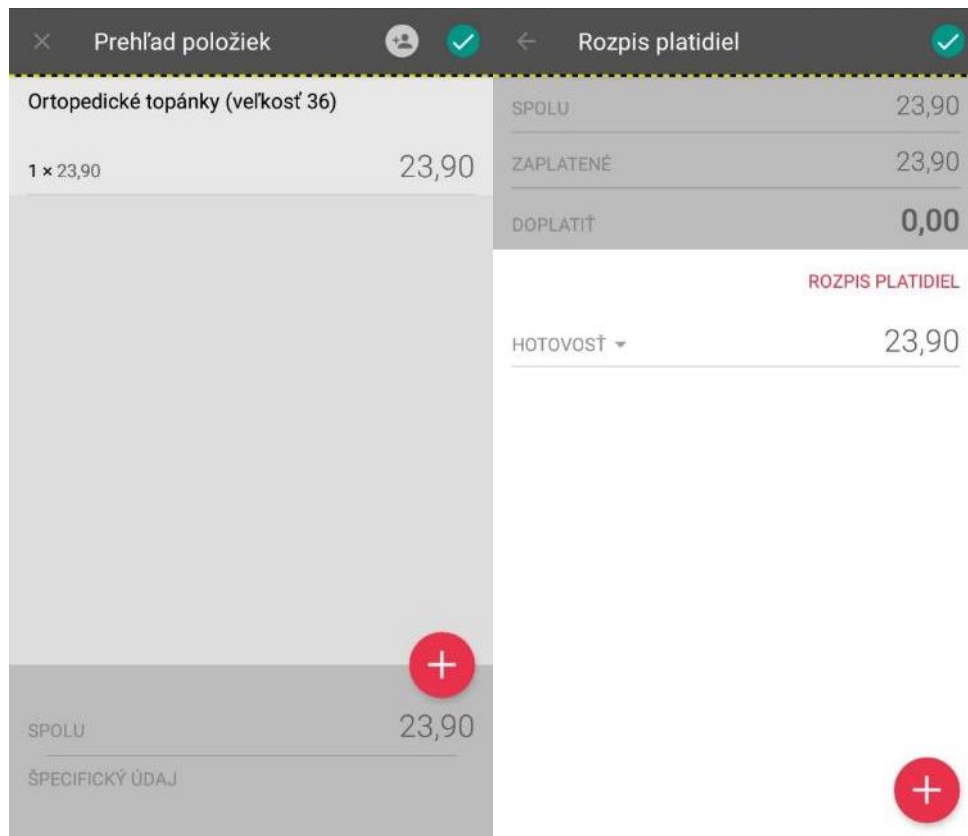 Prehľad položiek
Ortopedické topánky (veľkosť 36)
1 × 23,90 23,90
SPOLU 23,90
ŠPECIFICKÝ ÚDAJ
Rozpis platidiel
SPOLU 23,90
ZAPLATENÉ 23,90
DOPLATIŤ 0,00
ROZPIS PLATIDIEL
HOTOVOSŤ 23,90